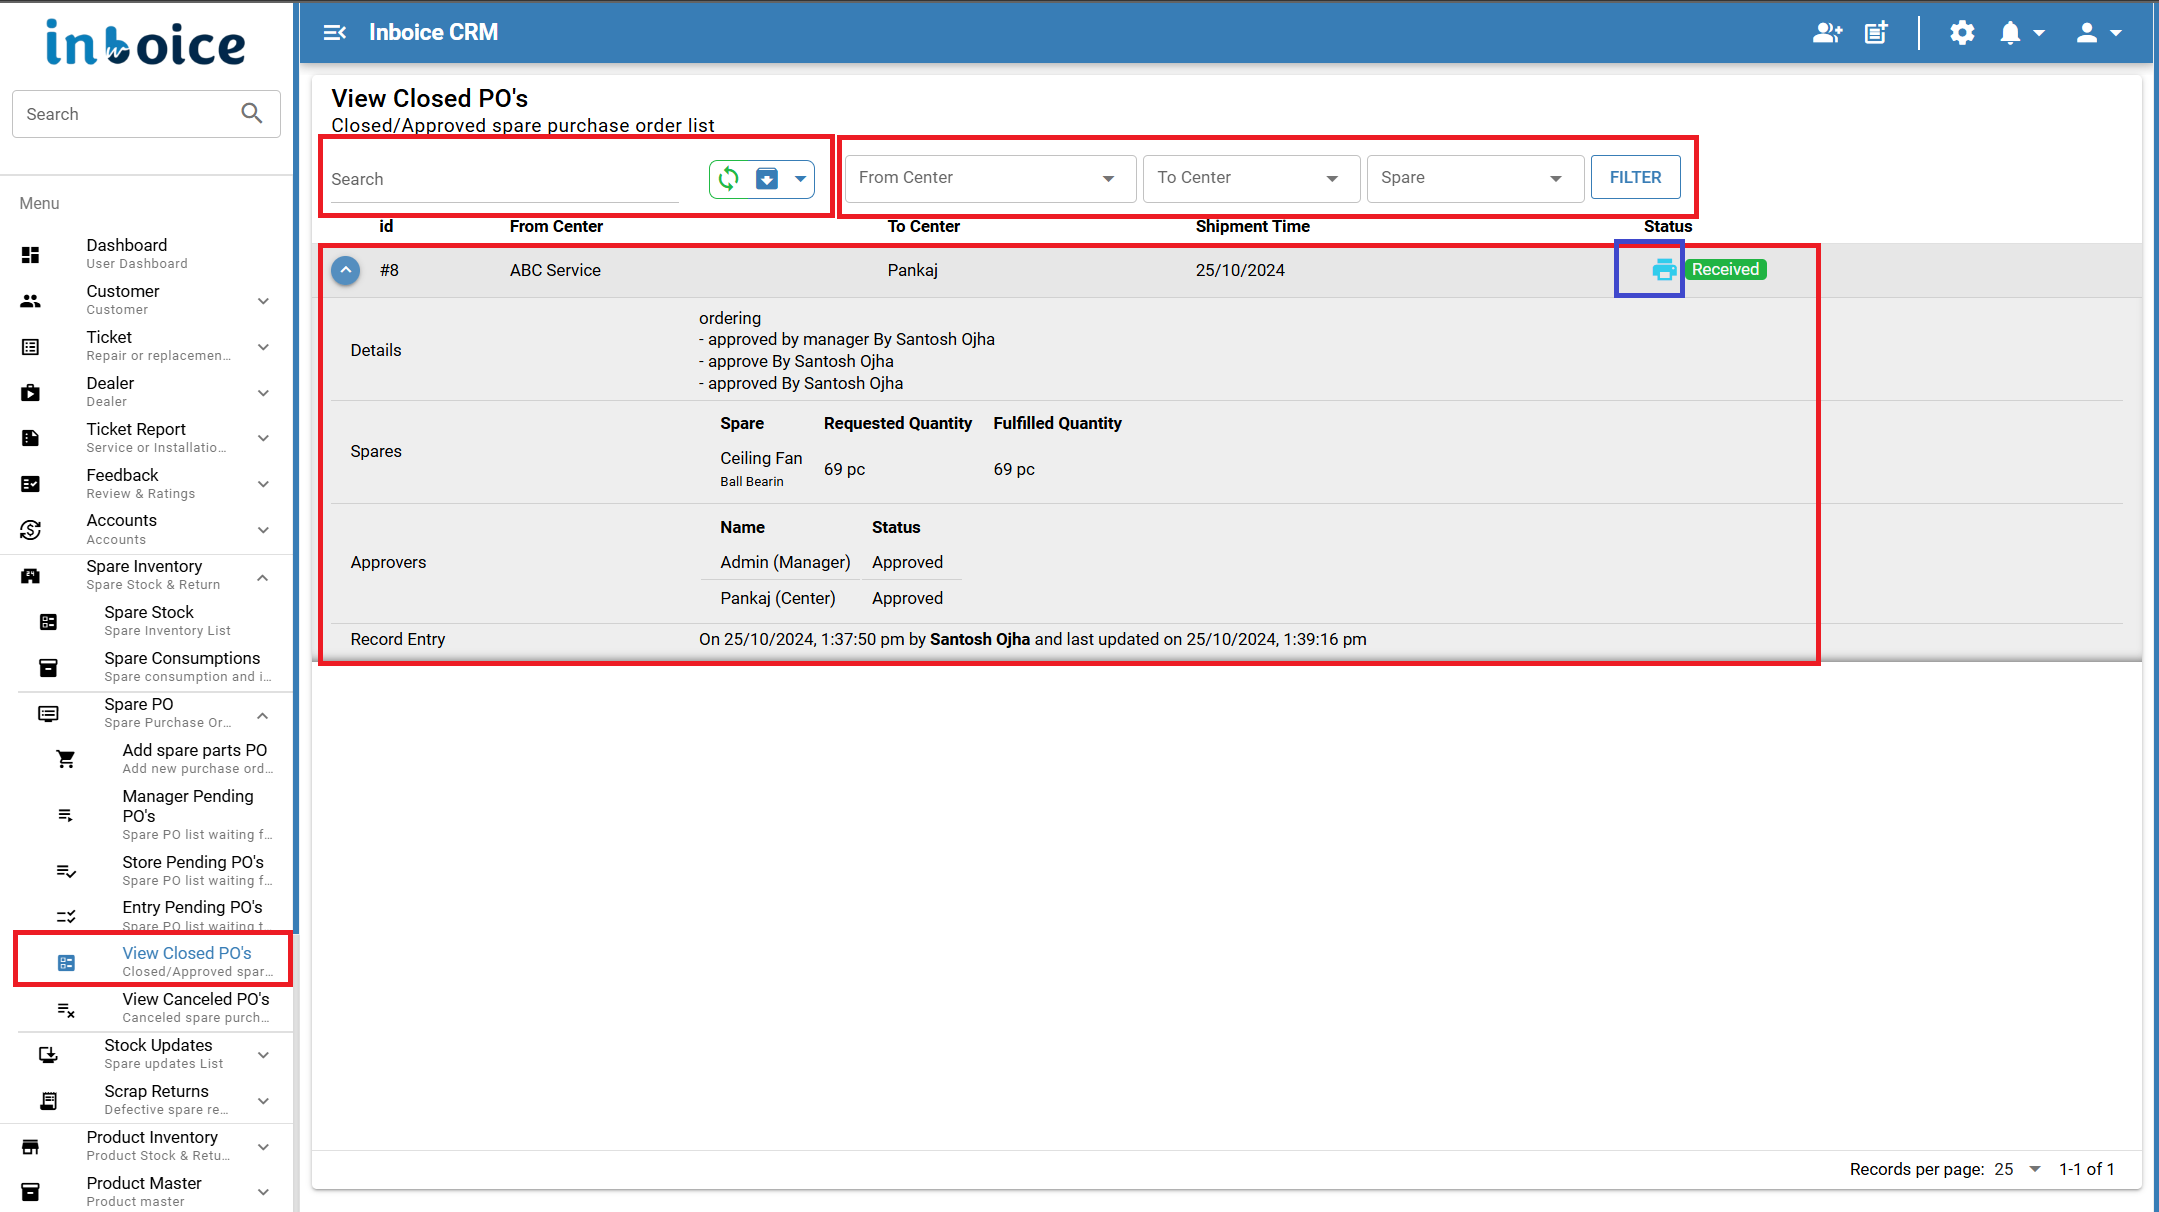 inboice
Search
Menu
Dashboard
User Dashboard
Customer
Customer
Ticket
Repair or replacemen...
Dealer
Dealer
Ticket Report
Service or Installatio...
Feedback
Review & Ratings
Accounts
Accounts
Spare Inventory
Spare Stock & Return
Spare Stock
Spare Inventory List
Spare Consumptions
Spare consumption and i...
Spare PO
Spare Purchase Or...
Add spare parts PO
Add new purchase ord...
Manager Pending
PO's
Spare PO list waiting f...
Store Pending PO's
Spare PO list waiting f...
Entry Pending PO's
Spare PO list waiting t
View Closed PO's
Closed/Approved spar...
View Canceled PO's
Canceled spare purch...
Stock Updates
Spare updates List
Scrap Returns
Defective spare re...
Product Inventory
Product Stock & Retu...
Product Master
Product master
Inboice CRM
View Closed PO's
Closed/Approved spare purchase order list
Search
From Center To Center Spare FILTER
id From Center To Center Shipment Time Status
#8 ABC Service Pankaj 25/10/2024 Received
Details
ordering
- approved by manager By Santosh Ojha
- approve By Santosh Ojha
- approved By Santosh Ojha
Spares
Spare Requested Quantity Fulfilled Quantity
Ceiling Fan
Ball Bearin
69 pc 69 pc
Approvers
Name Status
Admin (Manager) Approved
Pankaj (Center) Approved
Record Entry On 25/10/2024, 1:37:50 pm by Santosh Ojha and last updated on 25/10/2024, 1:39:16 pm
Records per page: 25 1-1 of 1